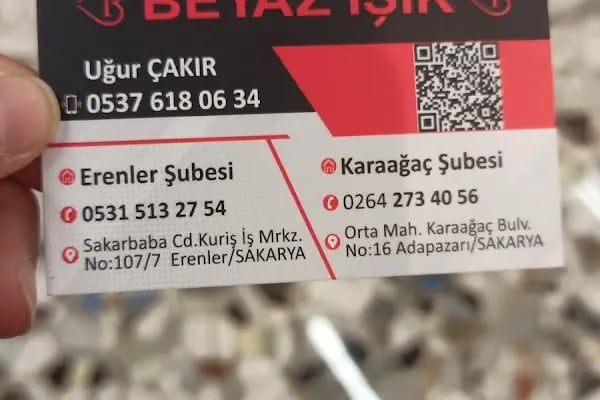 BEYAZ IŞIK
Uğur ÇAKIR
0537 618 06 34
Erenler Şubesi
0531 513 27 54
Sakarbaba Cd.Kuriş İş Mrkz.
No:107/7 Erenler/SAKARYA
Karaağaç Şubesi
0264 273 40 56
Orta Mah. Karaağaç Bulv.
No:16 Adapazarı/SAKARYA